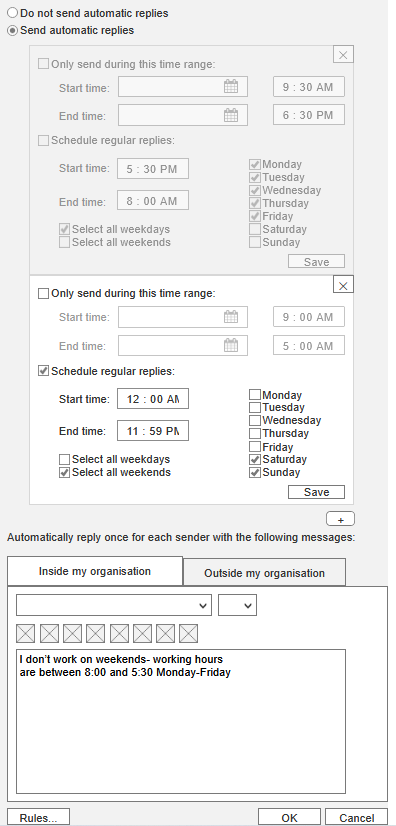 Do not send automatic replies
Send automatic replies
Only send during this time range:
Start time:
9 : 30 AM
End time:
6 : 30 PM
Schedule regular replies:
Start time:
5 : 30 PM
End time:
8 : 00 AM
Monday
Tuesday
Wednesday
Thursday
Friday
Saturday
Sunday
Select all weekdays
Select all weekends
Save
Only send during this time range:
Start time:
9 : 00 AM
End time:
5 : 00 AM
Schedule regular replies:
Start time:
12 : 00 AM
End time:
11 : 59 PM
Monday
Tuesday
Wednesday
Thursday
Friday
Saturday
Sunday
Select all weekdays
Select all weekends
Save
+
Automatically reply once for each sender with the following messages:
Inside my organisation
Outside my organisation
I don't work on weekends- working hours
are between 8:00 and 5:30 Monday-Friday
Rules...
OK
Cancel